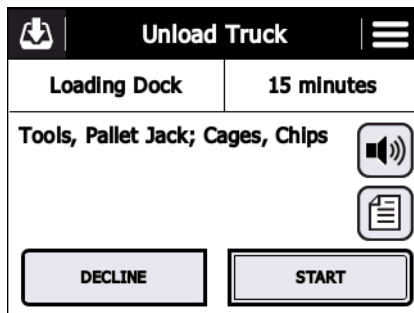 Unload Truck
Loading Dock 15 minutes
Tools, Pallet Jack; Cages, Chips
DECLINE START